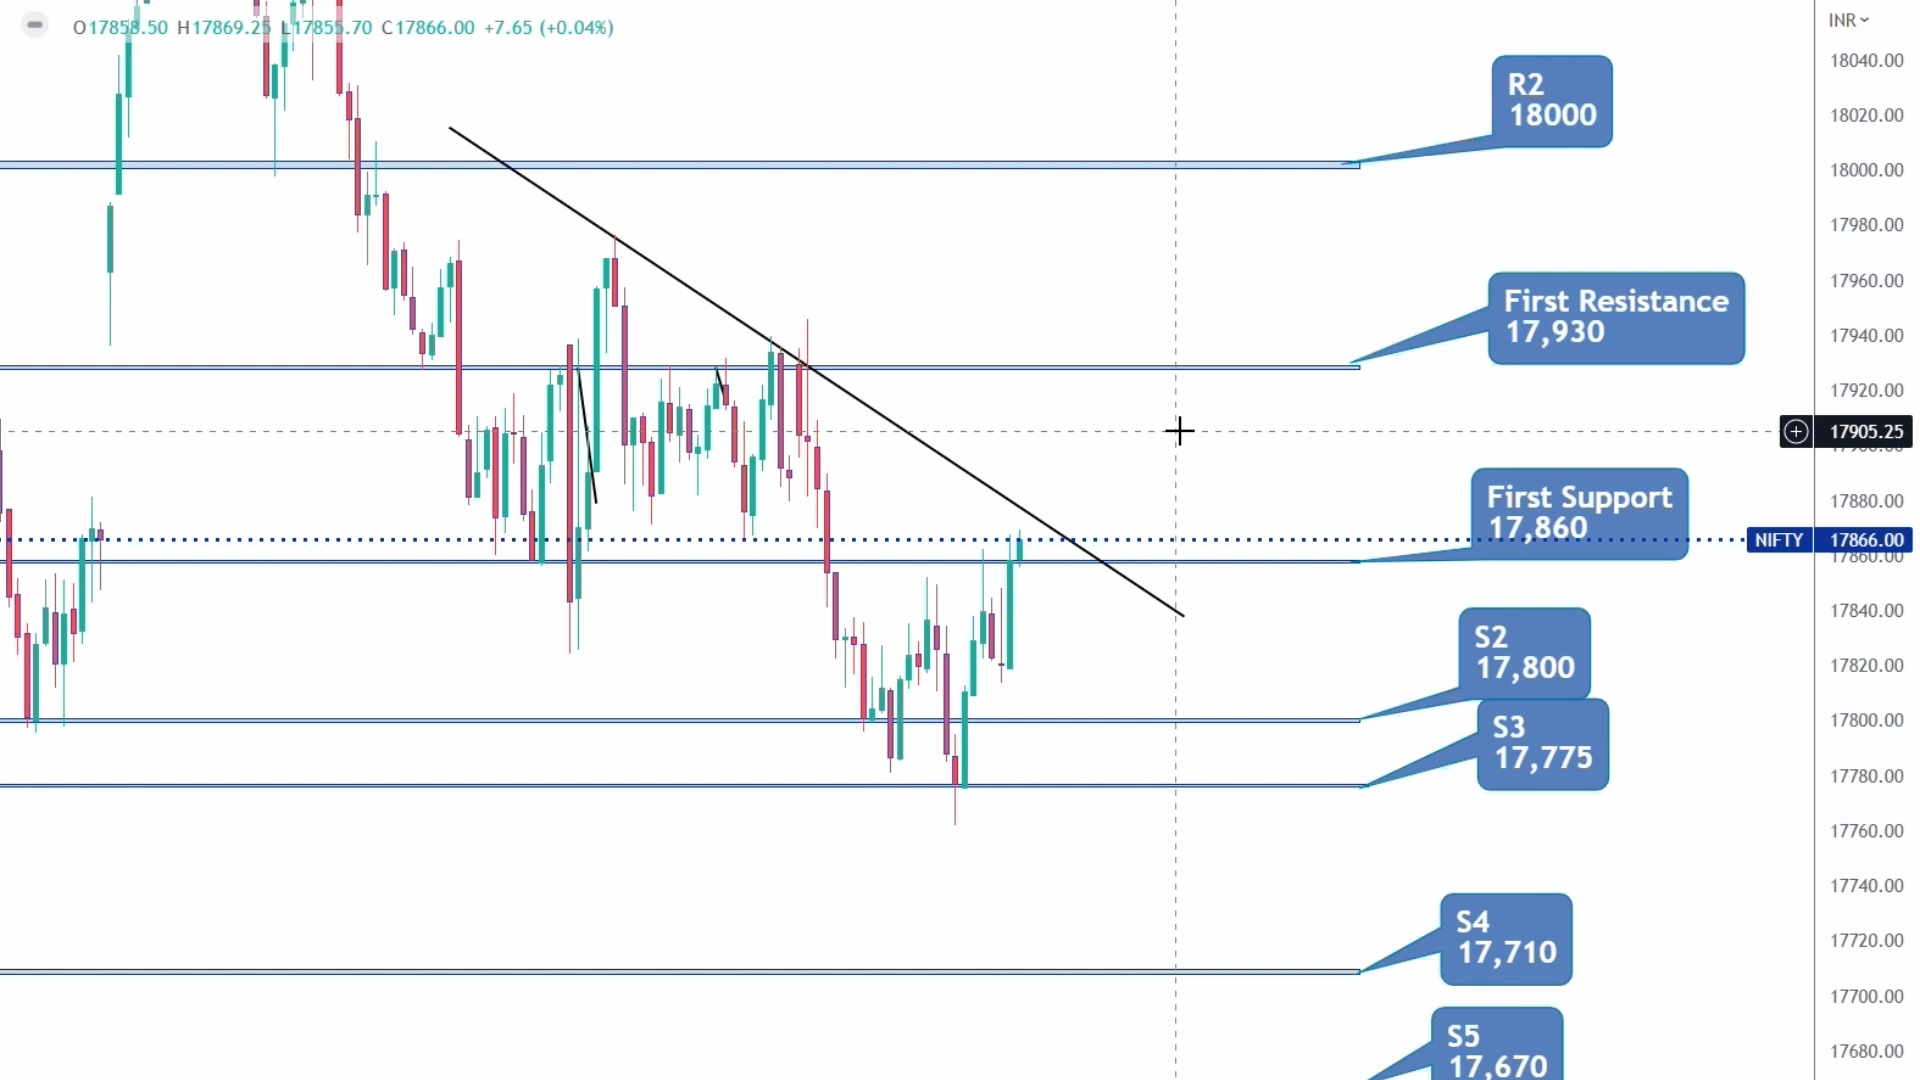 O17858.50 H17869.25 L17855.70 C17866.00 +7.65 (+0.04%)
INR
18040.00
18020.00
18000.00
17980.00
17960.00
17940.00
17920.00
17905.25
17880.00
NIFTY 17866.00
17860.00
17840.00
17820.00
17800.00
17780.00
17760.00
17740.00
17720.00
17700.00
17680.00
R2
18000
First Resistance
17,930
First Support
17,860
S2
17,800
S3
17,775
S4
17,710
S5
17,670